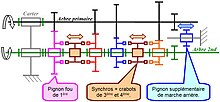 Carter
Arbre primaire
Arbre 2nd
Pignon fou
de 1ère
Synchros + crabots
de 3ème et 4ème.
Pignon supplémentaire
de marche arrière.